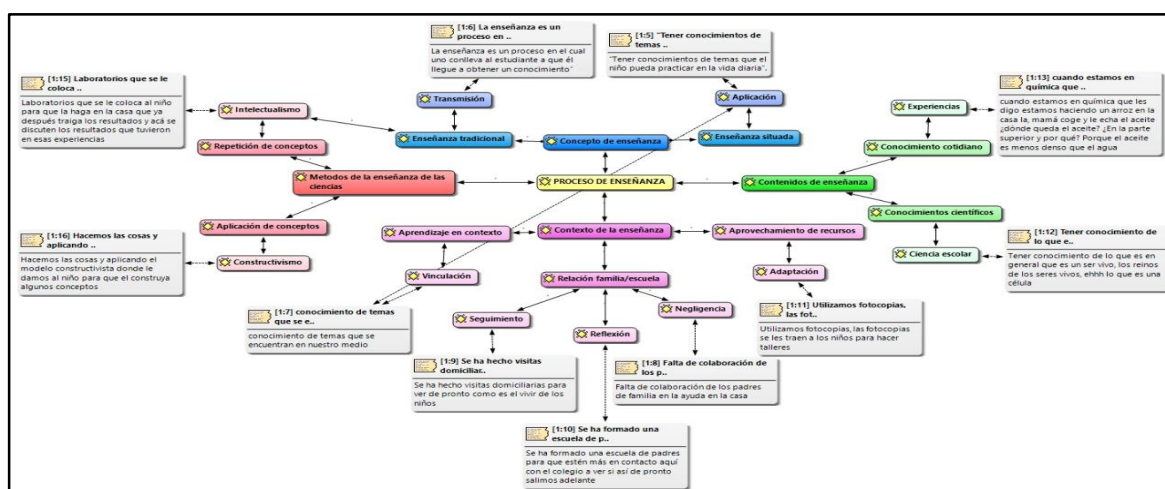 [1:6] La enseñanza es un
proceso en ..
La enseñanza es un proceso en el cual
uno conlleva al estudiante a que él
llegue a obtener un conocimiento"
[1:5] "Tener conocimientos de
temas ..
"Tener conocimientos de temas que el
niño pueda practicar en la vida diaria".
[1:15] Laboratorios que se le
coloca ..
Laboratorios que se le coloca al niño
para que la haga en la casa que ya
después traiga los resultados y acá se
discuten los resultados que tuvieron
en esas experiencias
[1:13] cuando estamos en
química que ..
cuando estamos en química que les
digo estamos haciendo un arroz en la
casa la, mamá coge y le echa el aceite
¿dónde queda el aceite? ¿En la parte
superior y por qué? Porque el aceite
es menos denso que el agua
Intelectualismo
Transmisión
Aplicación
Experiencias
Repetición de conceptos
Enseñanza tradicional
Concepto de enseñanza
Enseñanza situada
Conocimiento cotidiano
Metodos de la enseñanza de las
ciencias
PROCESO DE ENSEÑANZA
Contenidos de enseñanza
Aplicación de conceptos
Aprendizaje en contexto
Contexto de la enseñanza
Aprovechamiento de recursos
Conocimientos científicos
[1:16] Hacemos las cosas y
aplicando ..
Hacemos las cosas y aplicando el
modelo constructivista donde le
damos al niño para que el construya
algunos conceptos
Constructivismo
Vinculación
Relación familia/escuela
Adaptación
Ciencia escolar
[1:12] Tener conocimiento de
lo que e..
Tener conocimiento de lo que es en
general que es un ser vivo, los reinos
de los seres vivos, ehhh lo que es una
célula
[1:7] conocimiento de temas
que se e..
conocimiento de temas que se
encuentran en nuestro medio
Seguimiento
Reflexión
Negligencia
[1:11] Utilizamos fotocopias,
las fot..
Utilizamos fotocopias, las fotocopias
se les traen a los niños para hacer
talleres
[1:9] Se ha hecho visitas
domiciliar..
Se ha hecho visitas domiciliarias para
ver de pronto como es el vivir de los
niños
[1:8] Falta de colaboración de
los p..
Falta de colaboración de los padres
de familia en la ayuda en la casa
[1:10] Se ha formado una
escuela de p..
Se ha formado una escuela de padres
para que estén más en contacto aquí
con el colegio a ver si así de pronto
salimos adelante